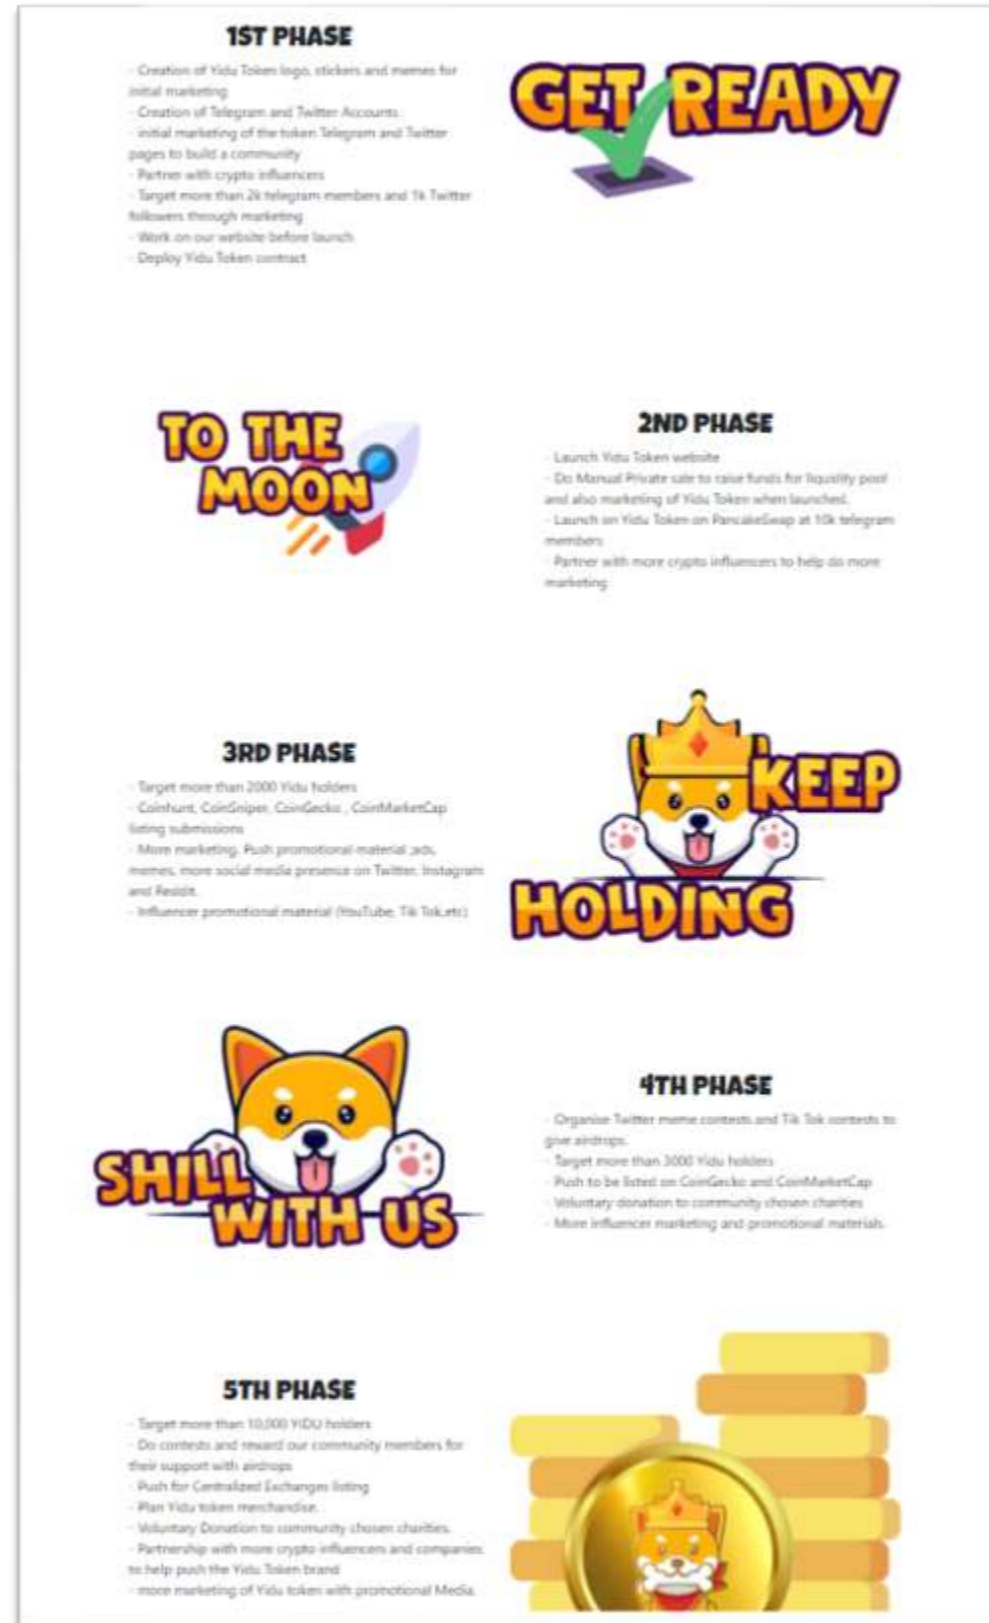 1ST PHASE
- Creation of Yidu Token logo, stickers and memes for
initial marketing
- Creation of Telegram and Twitter Accounts.
- initial marketing of the token Telegram and Twitter
pages to build a community
- Partner with crypto influencers
- Target more than 2k telegram members and 1k Twitter
followers through marketing
- Work on our website before launch
- Deploy Yidu Token contract
GET READY
TO THE
MOON
2ND PHASE
- Launch Yidu Token website
- Do Manual Private sale to raise funds for liquidity pool
and also marketing of Yidu Token when launched.
- Launch on Yidu Token on PancakeSwap at 10k telegram
members
- Partner with more crypto influencers to help do more
marketing
3RD PHASE
- Target more than 2000 Yidu holders
- Coinhunt, CoinSniper, CoinGecko , CoinMarketCap
listing submissions
- More marketing. Push promotional material ,ads,
memes, more social media presence on Twitter, Instagram
and Reddit.
- Influencer promotional material (YouTube, Tik Tok,etc)
KEEP
HOLDING
SHILL
WITH US
4TH PHASE
- Organise Twitter meme contests and Tik Tok contests to
give airdrops.
- Target more than 3000 Yidu holders
- Push to be listed on CoinGecko and CoinMarketCap
- Voluntary donation to community chosen charities
- More influencer marketing and promotional materials.
5TH PHASE
- Target more than 10,000 YIDU holders
- Do contests and reward our community members for
their support with airdrops
- Push for Centralized Exchanges listing
- Plan Yidu token merchandise.
- Voluntary Donation to community chosen charities.
- Partnership with more crypto influencers and companies
to help push the Yidu Token brand
- more marketing of Yidu token with promotional Media.